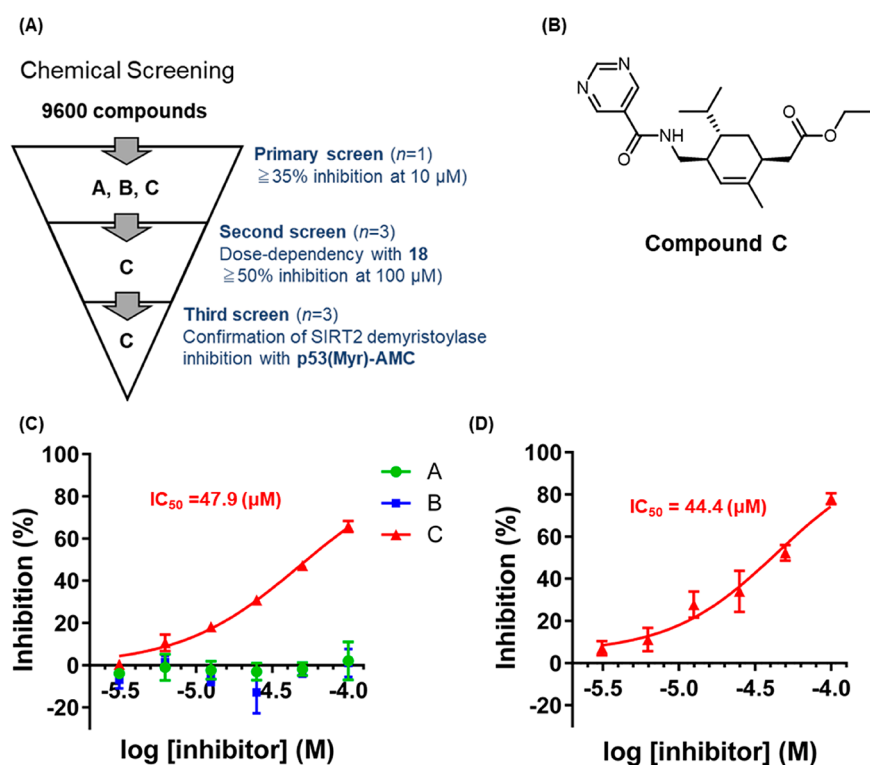 (A)
Chemical Screening
9600 compounds
A, B, C
Primary screen (n=1)
≧35% inhibition at 10 µM)
C
Second screen (n=3)
Dose-dependency with 18
≧50% inhibition at 100 µM)
C
Third screen (n=3)
Confirmation of SIRT2 demyristoylase
inhibition with p53(Myr)-AMC
(B)
N
N
O
NH
O
O
Compound C
(C)
Inhibition (%)
100
80
60
40
20
0
-20
-5.5 -5.0 -4.5 -4.0
log [inhibitor] (M)
IC50 =47.9 (µM)
A
B
C
(D)
Inhibition (%)
100
80
60
40
20
0
-20
-5.5 -5.0 -4.5 -4.0
log [inhibitor] (M)
IC50 = 44.4 (µM)